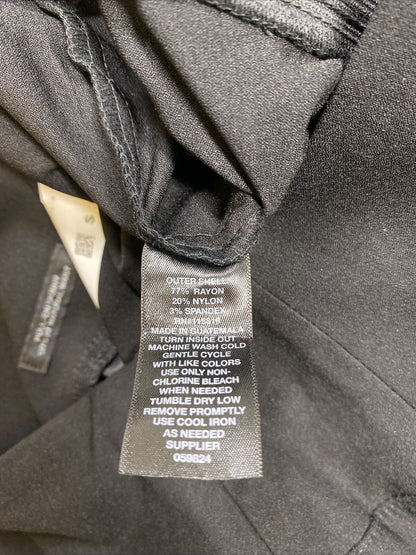 OUTER SHELL
77% RAYON
20% NYLON
3% SPANDEX
MADE IN GUATEMALA
TURN INSIDE OUT
MACHINE WASH COLD
GENTLE CYCLE
WITH LIKE COLORS
USE ONLY NON-
CHLORINE BLEACH
WHEN NEEDED
TUMBLE DRY LOW
REMOVE PROMPTLY
USE COOL IRON
AS NEEDED
SUPPLIER
059824
S